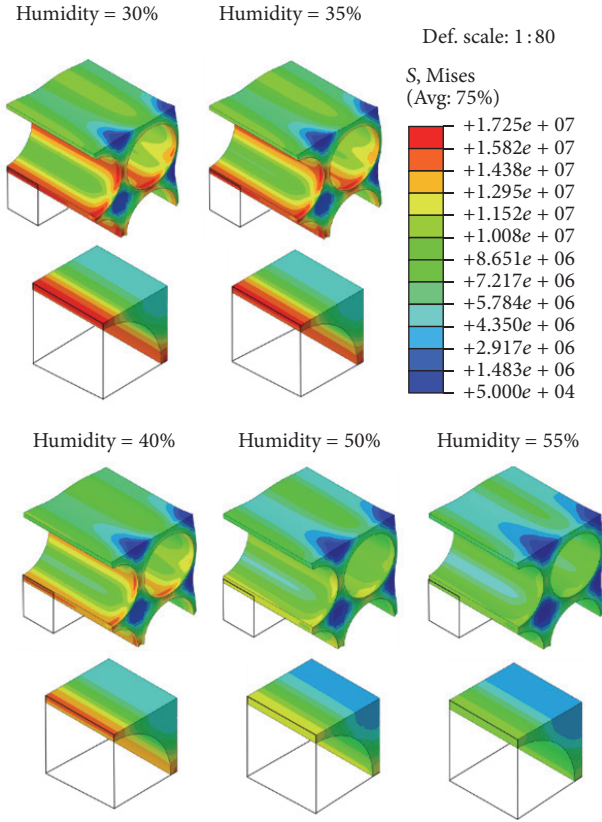 Humidity = 30%
Humidity = 35%
Def. scale: 1 : 80
S, Mises
(Avg: 75%)
+1.725e + 07
+1.582e + 07
+1.438e + 07
+1.295e + 07
+1.152e + 07
+1.008e + 07
+8.651e + 06
+7.217e + 06
+5.784e + 06
+4.350e + 06
+2.917e + 06
+1.483e + 06
+5.000e + 04
Humidity = 40%
Humidity = 50%
Humidity = 55%